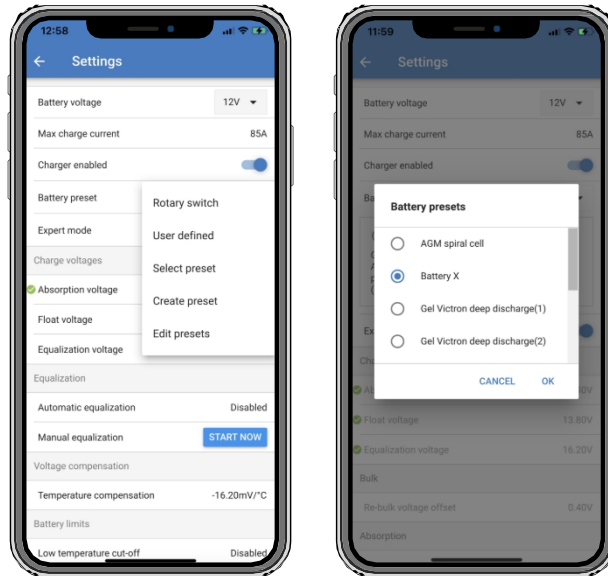 12:58
Settings
Battery voltage 12V
Max charge current 85A
Charger enabled
Battery preset
Rotary switch
User defined
Select preset
Create preset
Edit presets
Expert mode
Charge voltages
Absorption voltage
Float voltage
Equalization voltage
Equalization
Automatic equalization Disabled
Manual equalization START NOW
Voltage compensation
Temperature compensation -16.20mV/°C
Battery limits
Low temperature cut-off Disabled
11:59
Settings
Battery voltage 12V
Max charge current 85A
Charger enabled
Ba
Battery presets
AGM spiral cell
Battery X
Gel Victron deep discharge(1)
Gel Victron deep discharge(2)
CANCEL OK
Ex
Float voltage 13.80V
Equalization voltage 16.20V
Bulk
Re-bulk voltage offset 0.40V
Absorption